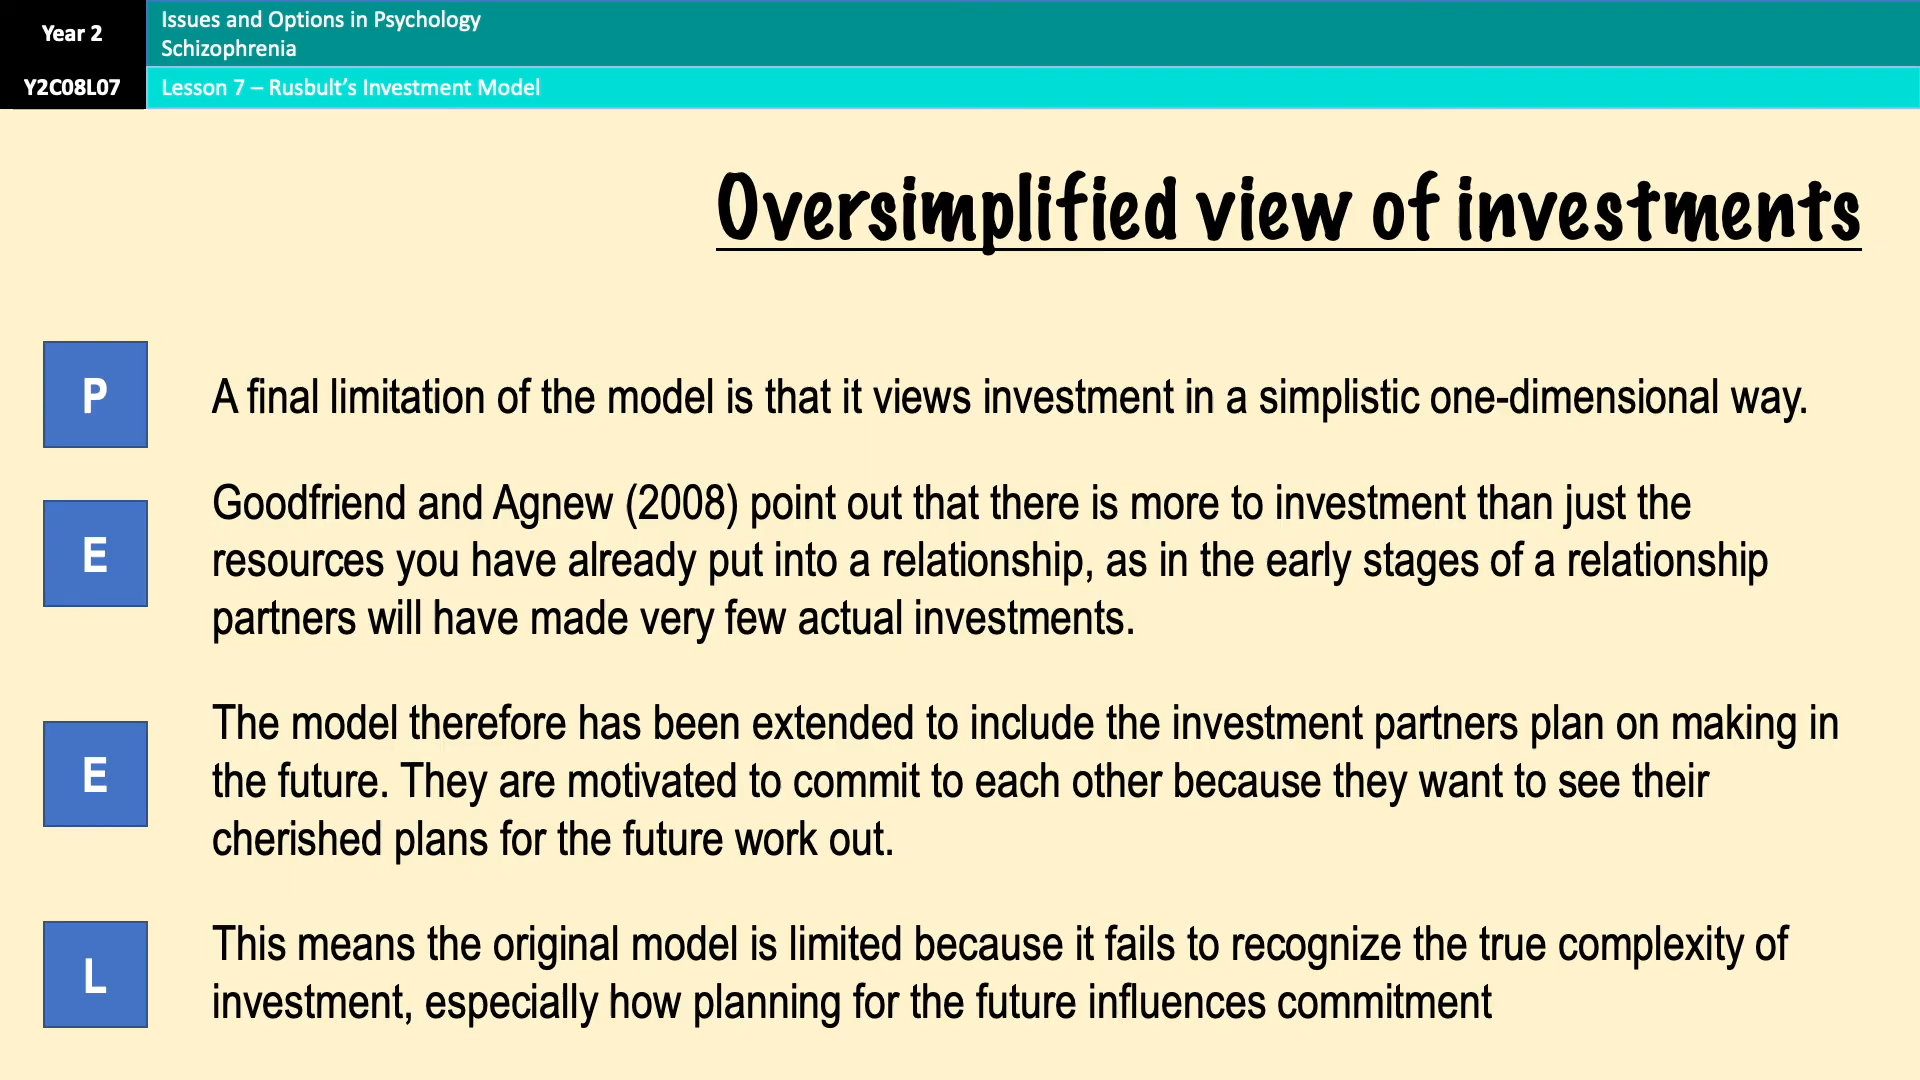 Year 2
Issues and Options in Psychology
Schizophrenia
Y2C08L07
Lesson 7 – Rusbult's Investment Model
Oversimplified view of investments
P
A final limitation of the model is that it views investment in a simplistic one-dimensional way.
E
Goodfriend and Agnew (2008) point out that there is more to investment than just the
resources you have already put into a relationship, as in the early stages of a relationship
partners will have made very few actual investments.
E
The model therefore has been extended to include the investment partners plan on making in
the future. They are motivated to commit to each other because they want to see their
cherished plans for the future work out.
L
This means the original model is limited because it fails to recognize the true complexity of
investment, especially how planning for the future influences commitment